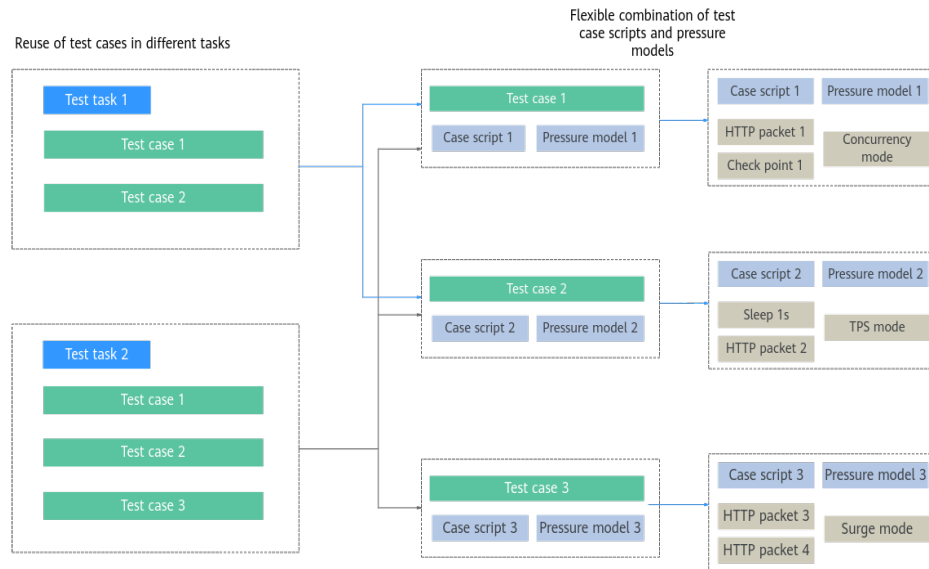 Reuse of test cases in different tasks
Test task 1
Test case 1
Test case 2
Test task 2
Test case 1
Test case 2
Test case 3
Flexible combination of test
case scripts and pressure
models
Test case 1
Case script 1
Pressure model 1
Test case 2
Case script 2
Pressure model 2
Test case 3
Case script 3
Pressure model 3
Case script 1
Pressure model 1
HTTP packet 1
Check point 1
Concurrency
mode
Case script 2
Pressure model 2
Sleep 1s
HTTP packet 2
TPS mode
Case script 3
Pressure model 3
HTTP packet 3
HTTP packet 4
Surge mode